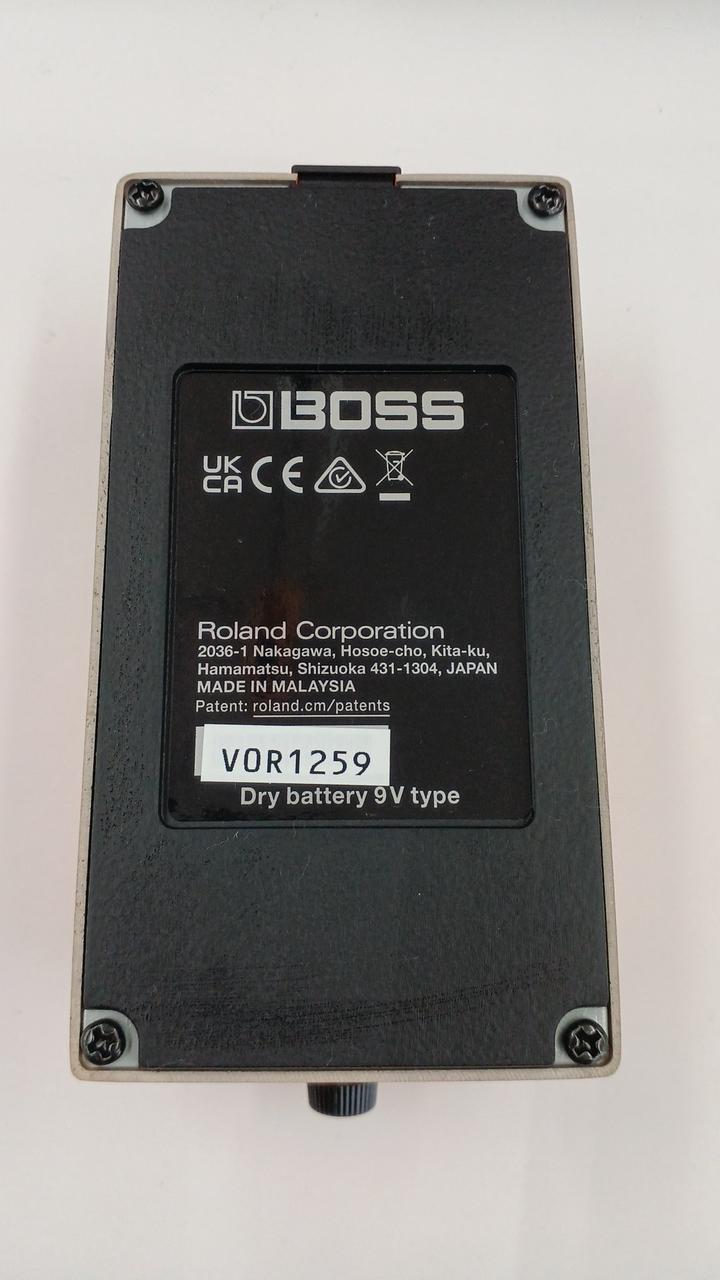 BOSS
UK
CA CE
Roland Corporation
2036-1 Nakagawa, Hosoe-cho, Kita-ku,
Hamamatsu, Shizuoka 431-1304, JAPAN
MADE IN MALAYSIA
Patent: roland.cm/patents
VOR1259
Dry battery 9V type